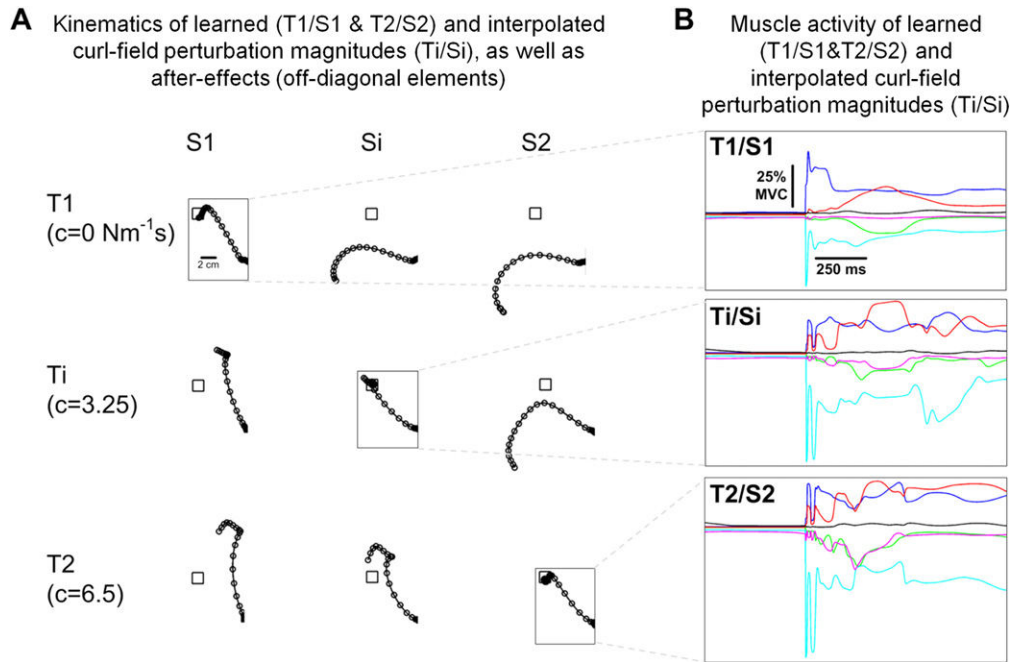 A Kinematics of learned (T1/S1 & T2/S2) and interpolated
curl-field perturbation magnitudes (Ti/Si), as well as
after-effects (off-diagonal elements)
S1 Si S2
T1
(c=0 Nm⁻¹s)
2 cm
Ti
(c=3.25)
T2
(c=6.5)
B Muscle activity of learned
(T1/S1&T2/S2) and
interpolated curl-field
perturbation magnitudes (Ti/Si)
T1/S1
25%
MVC
250 ms
Ti/Si
T2/S2